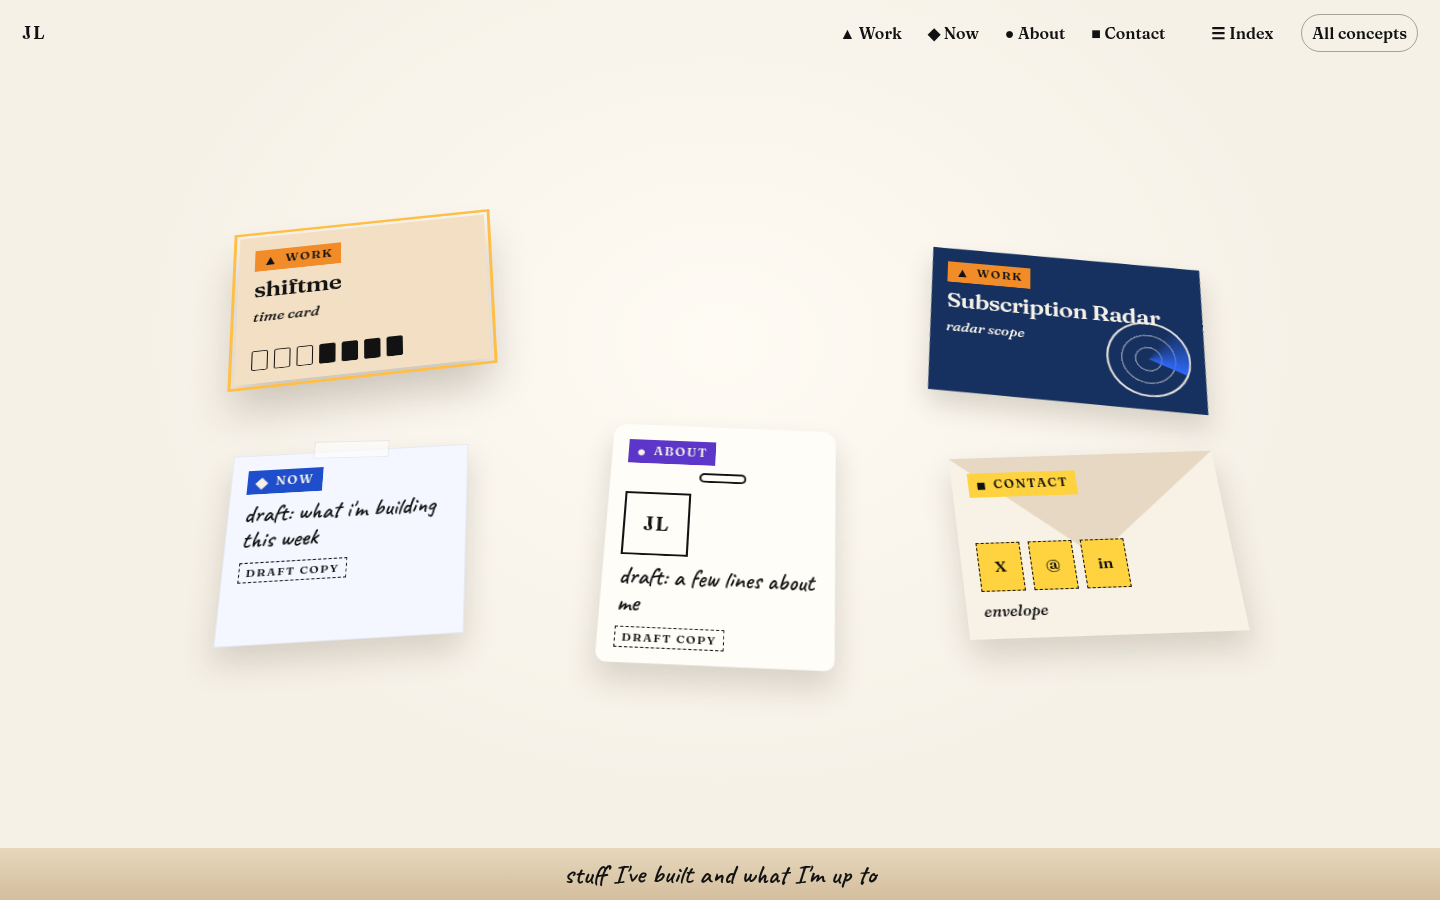 JL
▲ Work ◆ Now ● About ■ Contact ☰ Index All concepts
▲ WORK
shiftme
time card
▲ WORK
Subscription Radar
radar scope
◆ NOW
draft: what i'm building
this week
DRAFT COPY
● ABOUT
JL
draft: a few lines about
me
DRAFT COPY
■ CONTACT
X @ in
envelope
stuff I've built and what I'm up to